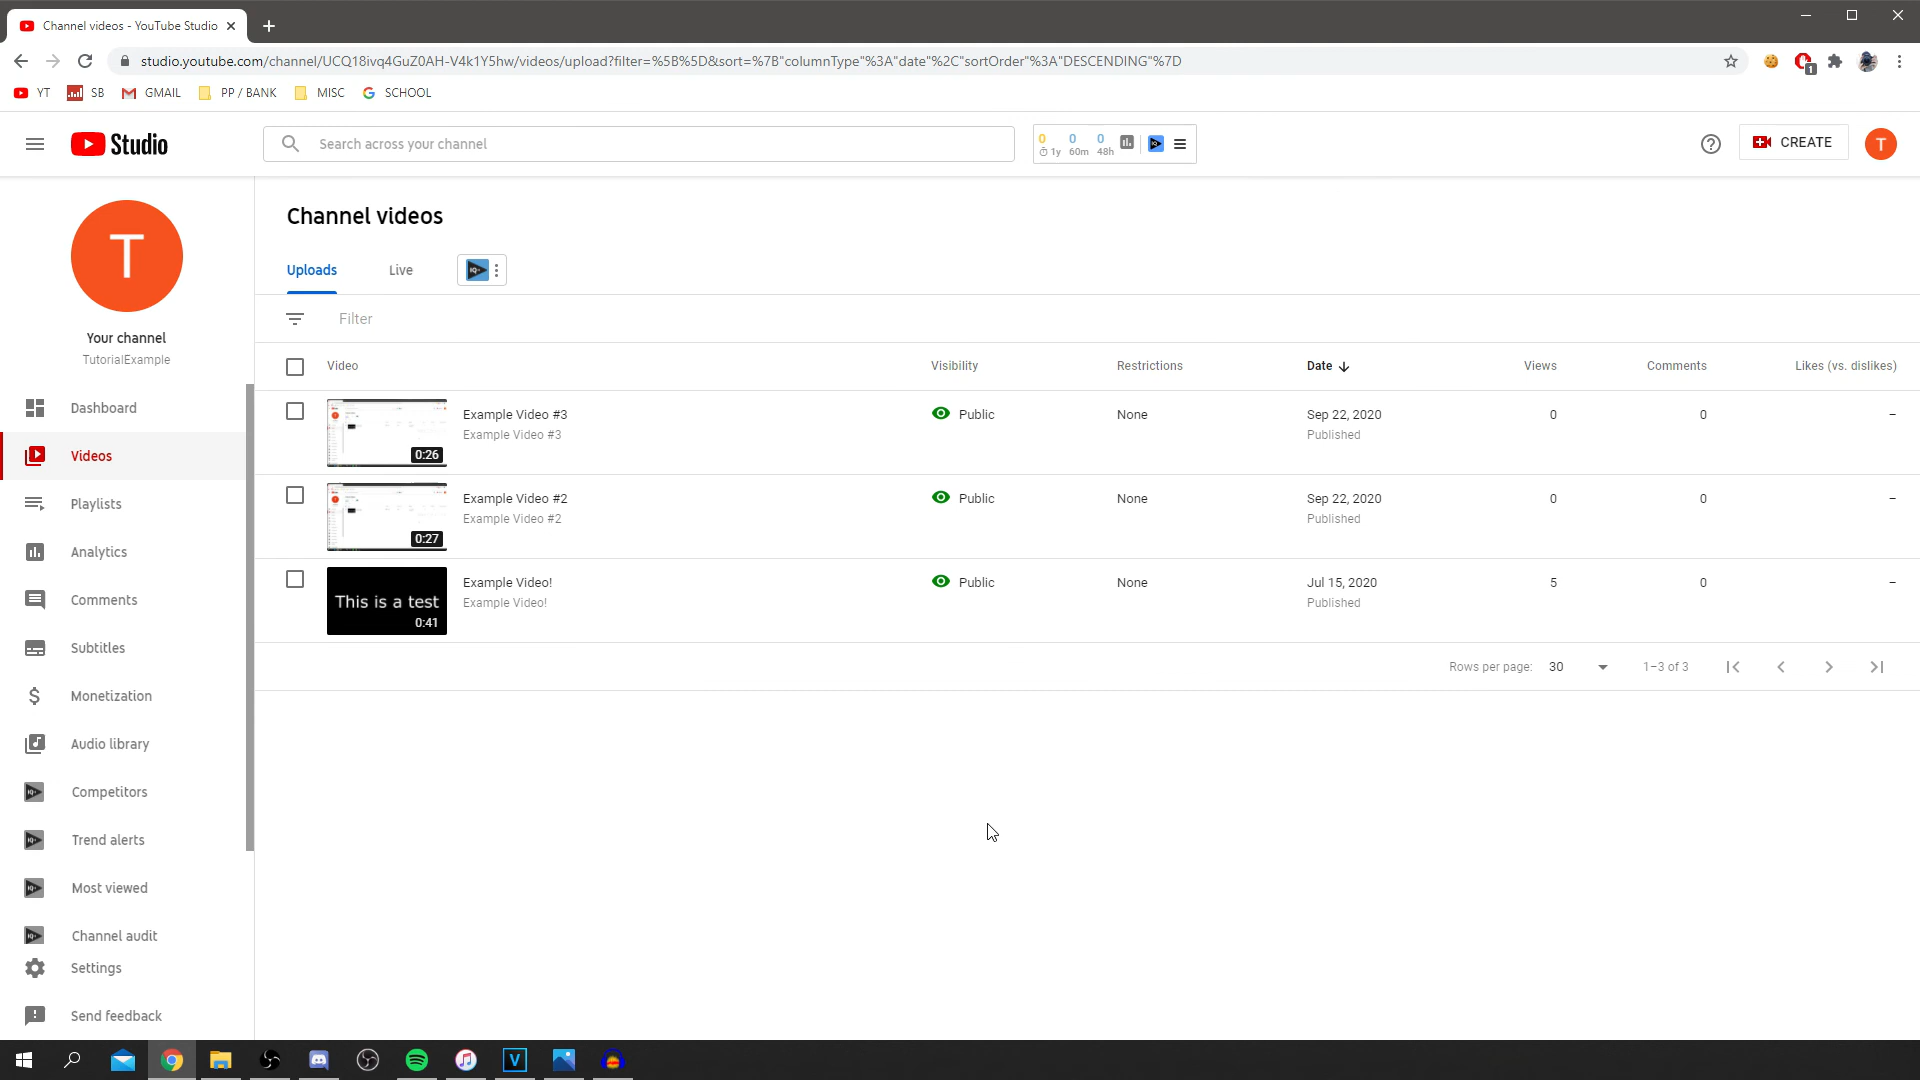 Channel videos - YouTube Studio
studio.youtube.com/channel/UCQ18ivq4GuZ0AH-V4k1Y5hw/videos/upload?filter=%5B%5D&sort=%7B"columnType"%3A"date"%2C"sortOrder"%3A"DESCENDING"%7D
1
YT SB GMAIL PP / BANK MISC SCHOOL
Studio
Search across your channel
0 0 0
1y 60m 48h
CREATE
T
T
Your channel
TutorialExample
Dashboard
Videos
Playlists
Analytics
Comments
Subtitles
Monetization
Audio library
Competitors
Trend alerts
Most viewed
Channel audit
Settings
Send feedback
Channel videos
Uploads Live
Filter
Video Visibility Restrictions Date Views Comments Likes (vs. dislikes)
0:26 Example Video #3 Public None Sep 22, 2020 0 0 –
Example Video #3 Published
0:27 Example Video #2 Public None Sep 22, 2020 0 0 –
Example Video #2 Published
This is a test
0:41 Example Video! Public None Jul 15, 2020 5 0 –
Example Video! Published
Rows per page: 30 1–3 of 3